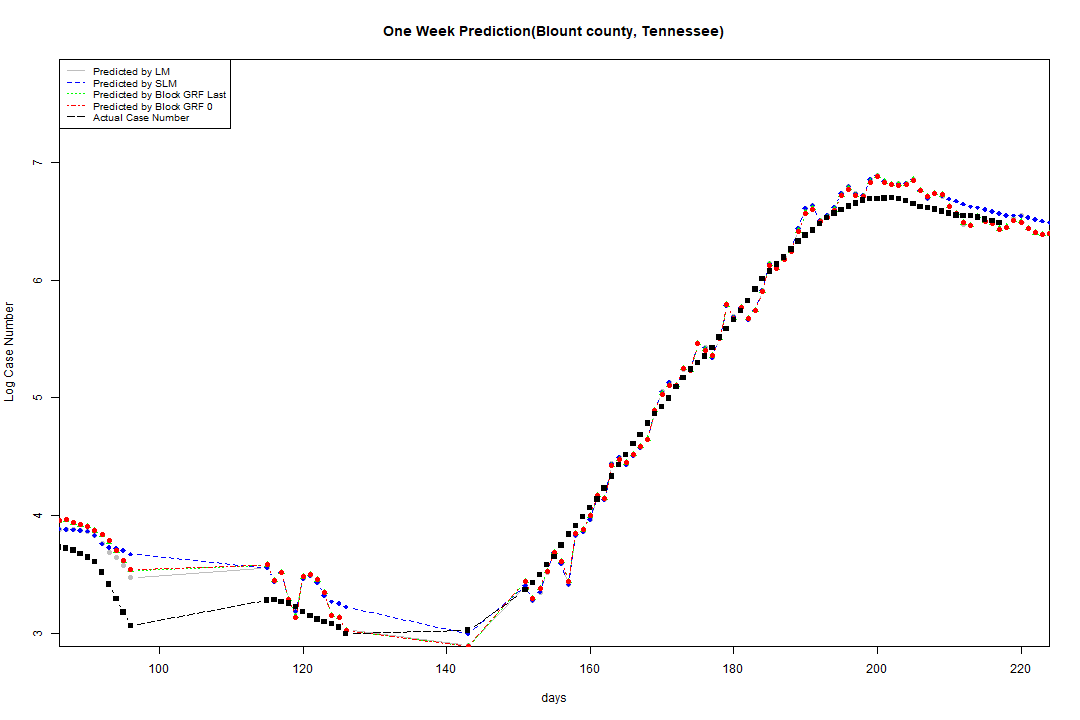 One Week Prediction(Blount county, Tennessee)
Predicted by LM
Predicted by SLM
Predicted by Block GRF Last
Predicted by Block GRF 0
Actual Case Number
7
6
5
4
3
Log Case Number
100 120 140 160 180 200 220
days